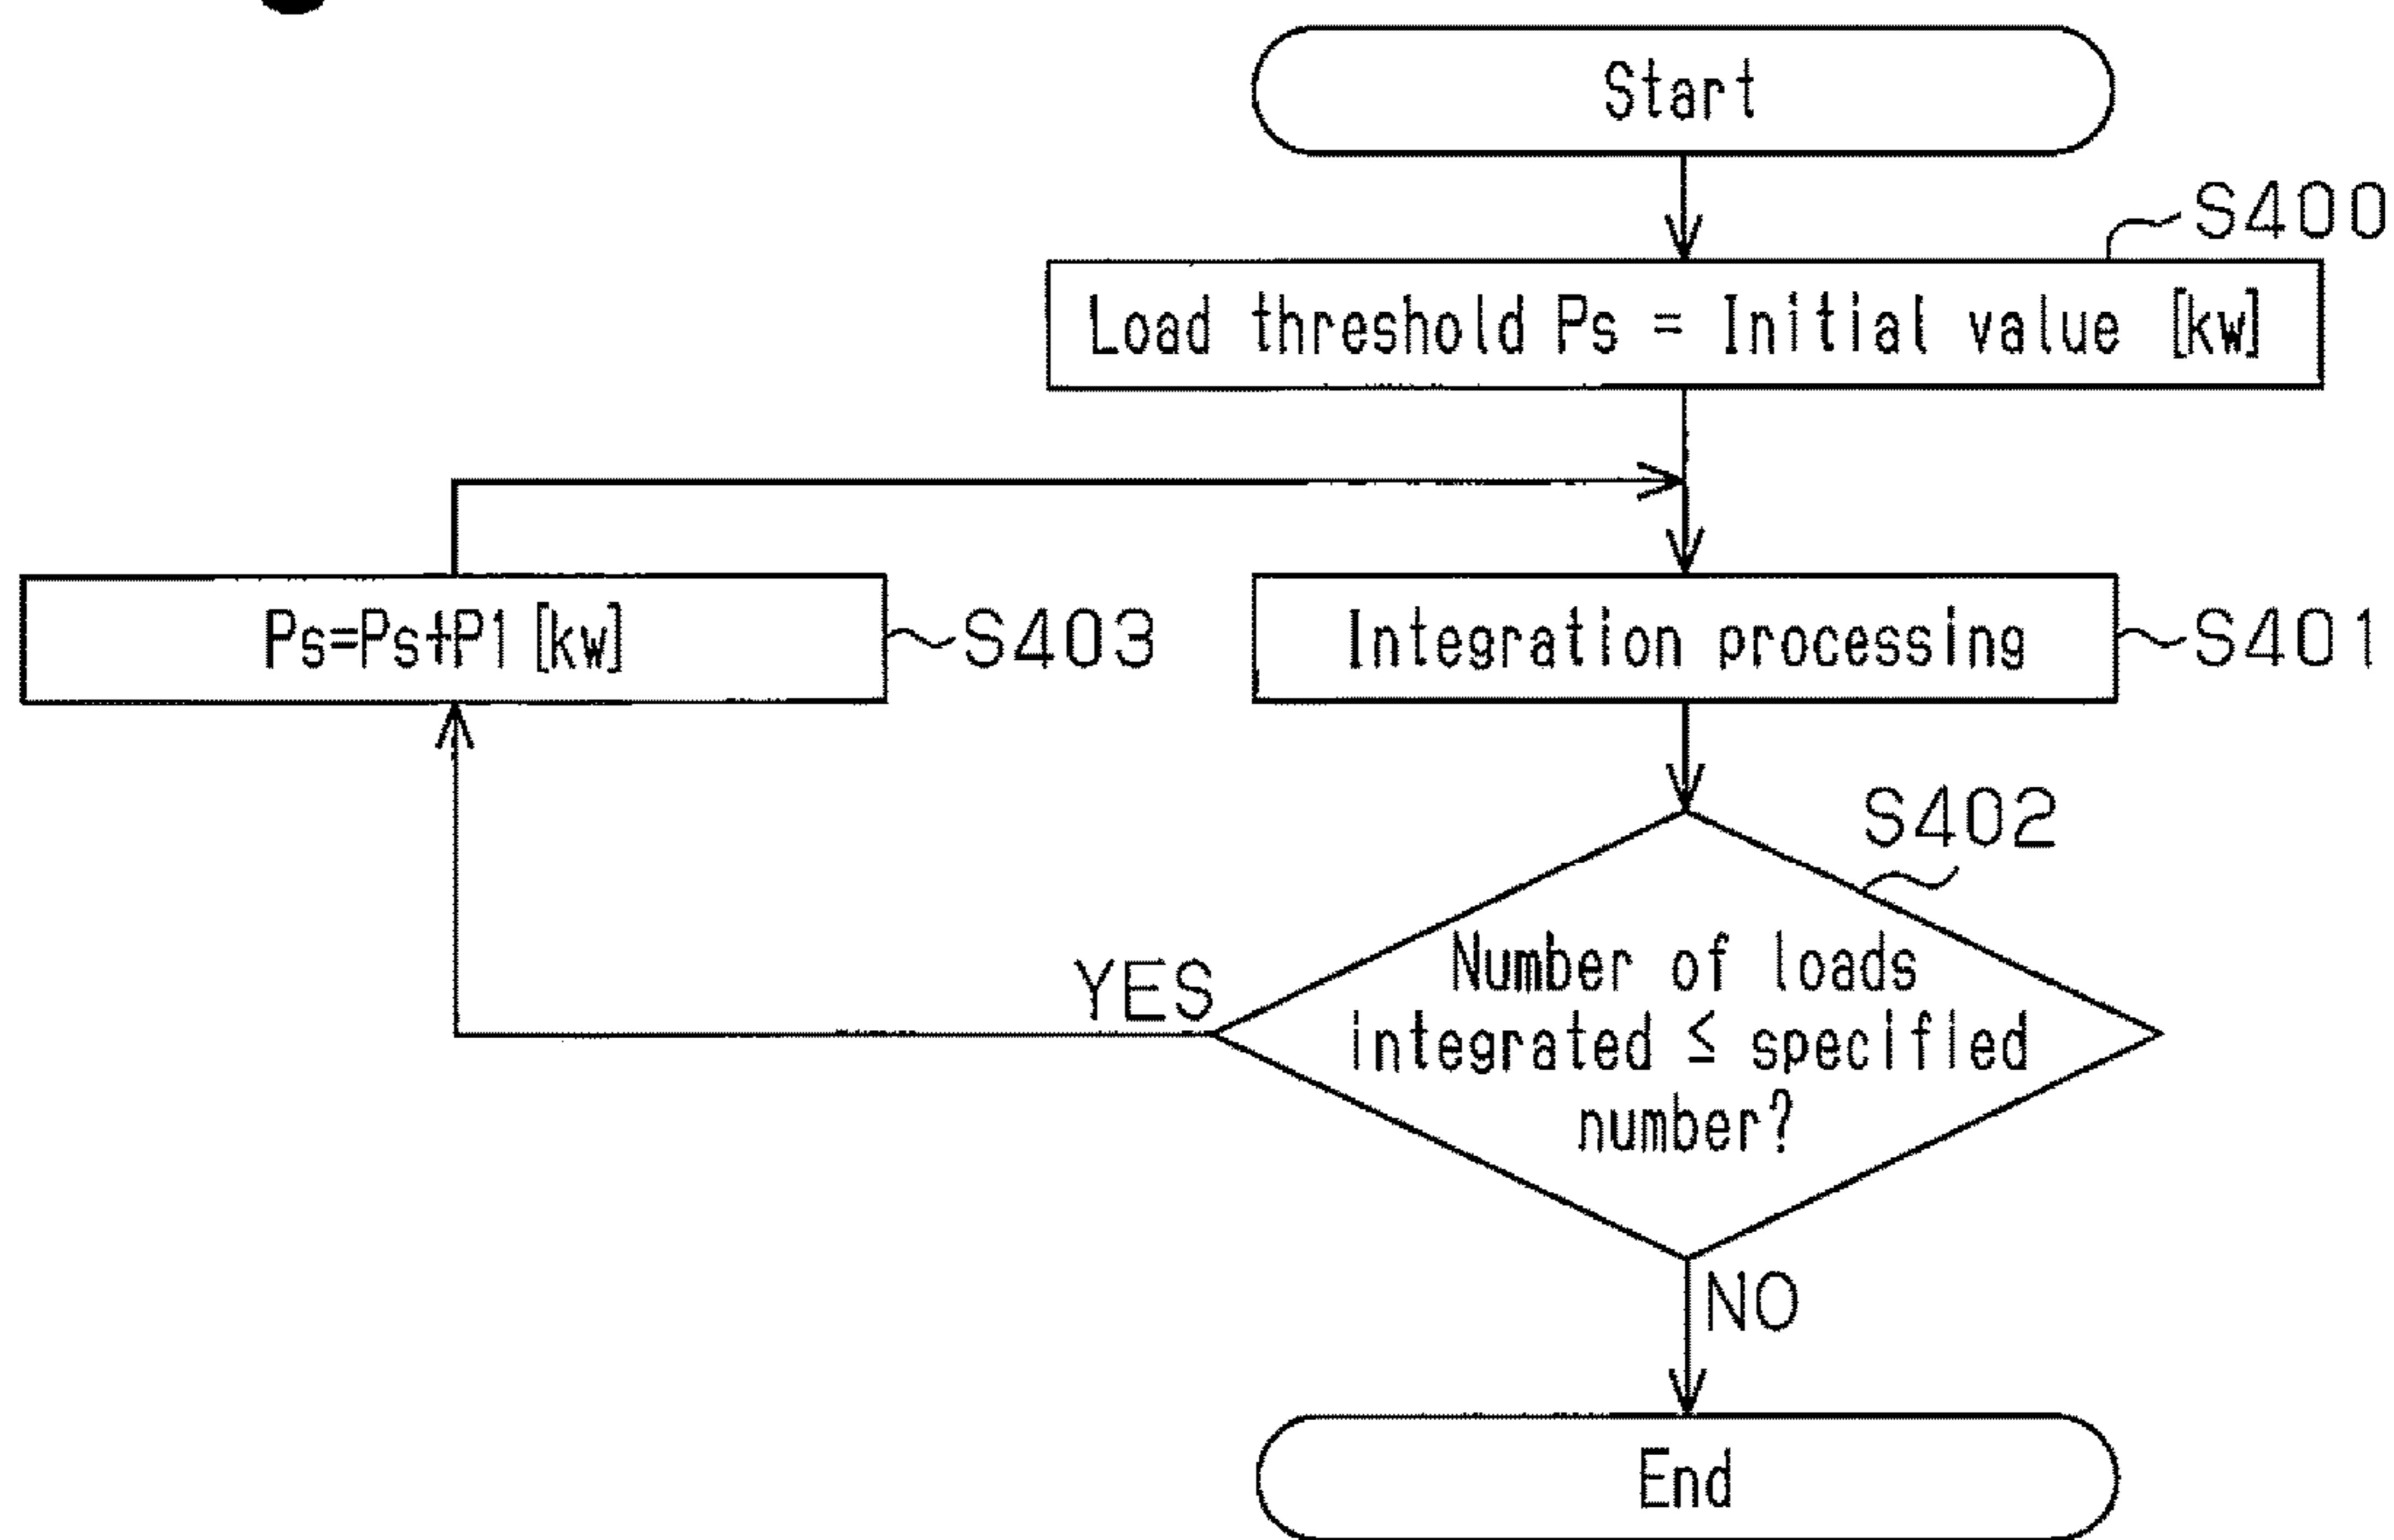 Start
S400
Load threshold Ps = Initial value [kw]
Ps=Ps+P1 [kw]
S403
Integration processing
S401
S402
Number of loads
integrated ≤ specified
number?
YES
NO
End